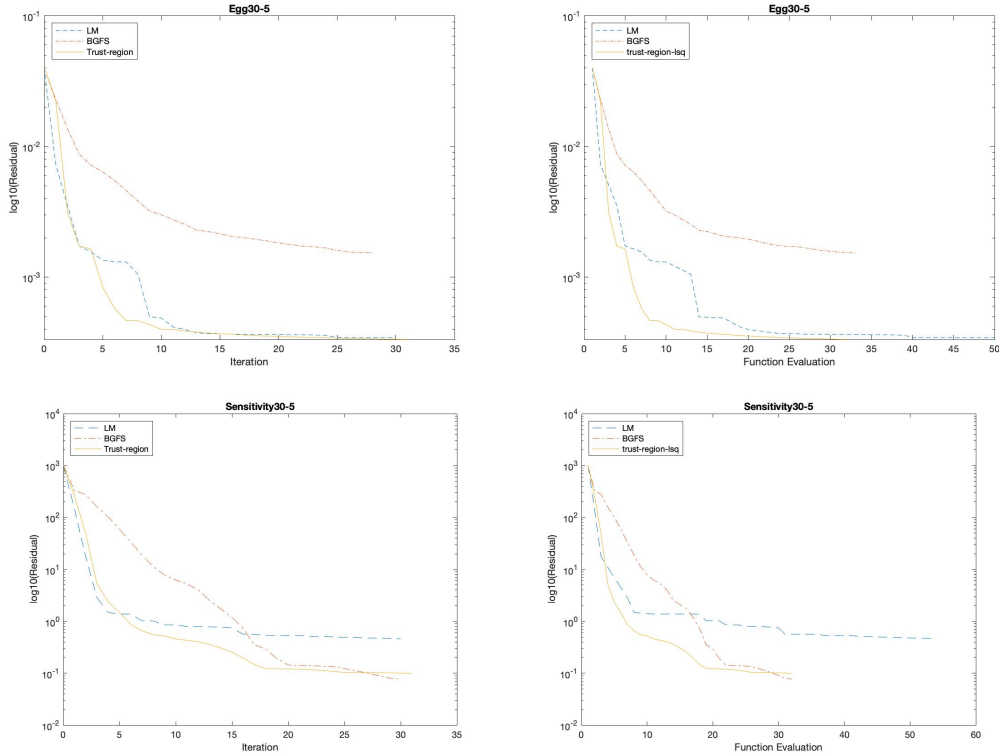 Egg30-5
10^-1
10^-2
10^-3
log10(Residual)
LM
BGFS
Trust-region
0 5 10 15 20 25 30 35
Iteration
Egg30-5
10^-1
10^-2
10^-3
log10(Residual)
LM
BGFS
trust-region-lsq
0 5 10 15 20 25 30 35 40 45 50
Function Evaluation
Sensitivity30-5
10^4
10^3
10^2
10^1
10^0
10^-1
10^-2
log10(Residual)
LM
BGFS
Trust-region
0 5 10 15 20 25 30 35
Iteration
Sensitivity30-5
10^4
10^3
10^2
10^1
10^0
10^-1
10^-2
log10(Residual)
LM
BGFS
trust-region-lsq
0 10 20 30 40 50 60
Function Evaluation